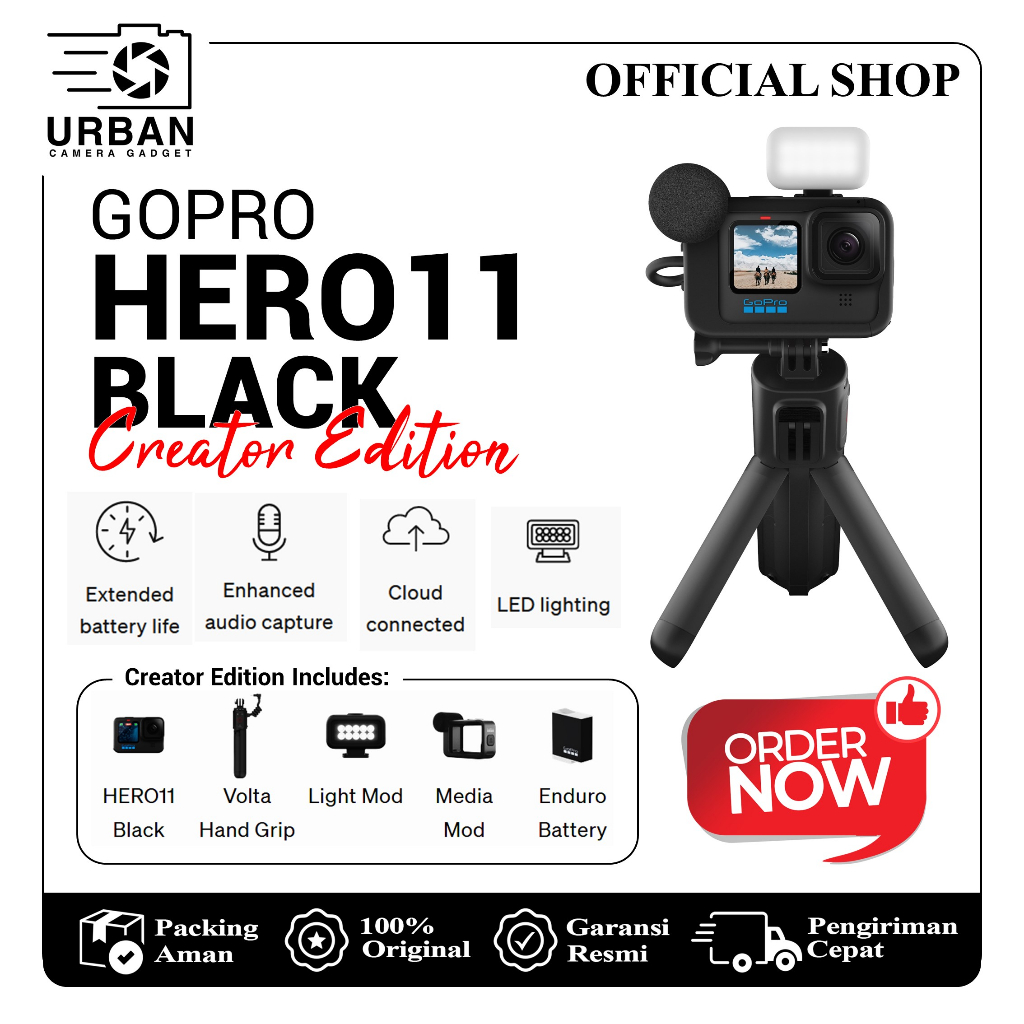 URBAN
CAMERA GADGET
OFFICIAL SHOP
GOPRO
HERO11
BLACK
Creator Edition
GoPro
Extended
battery life
Enhanced
audio capture
Cloud
connected
LED lighting
Creator Edition Includes:
HERO11
Black
Volta
Hand Grip
Light Mod
Media
Mod
Enduro
Battery
ORDER
NOW
Packing
Aman
100%
Original
Garansi
Resmi
Pengiriman
Cepat